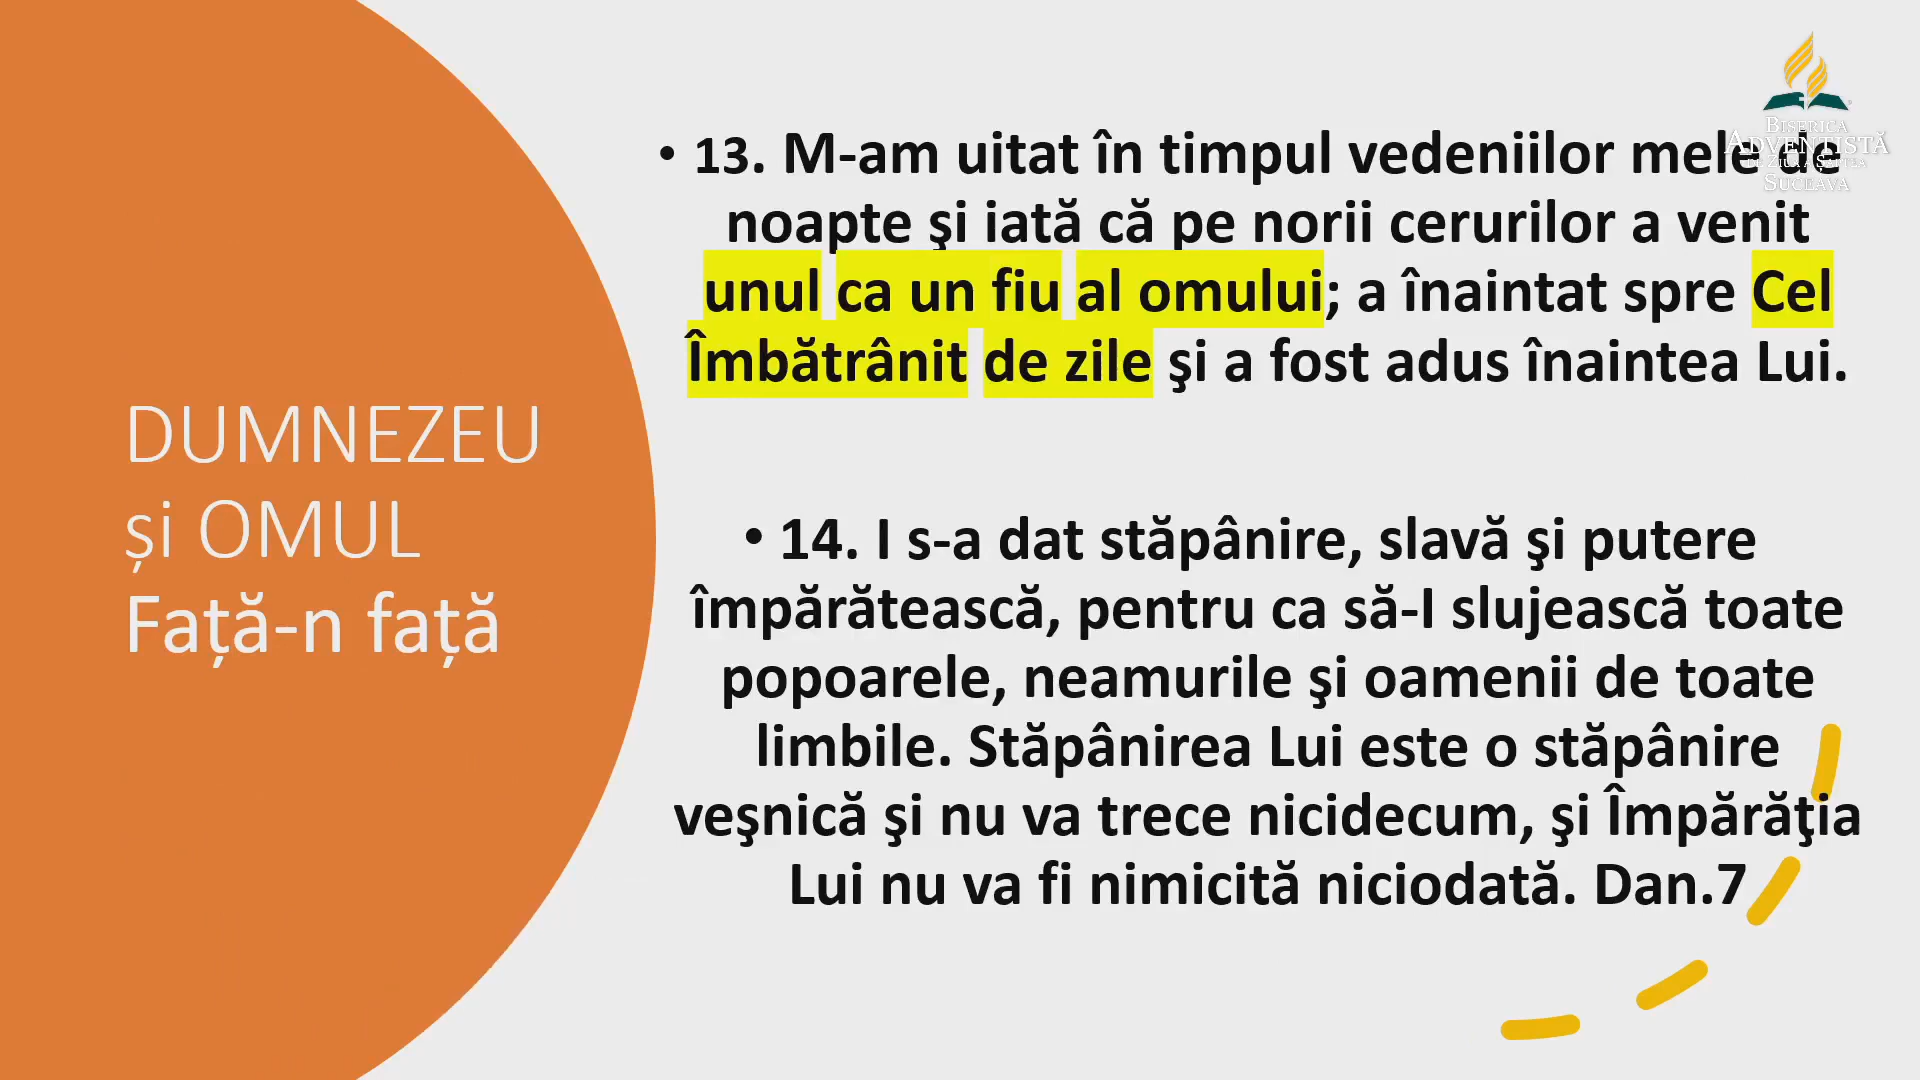 DUMNEZEU
și OMUL
Față-n față
• 13. M-am uitat în timpul vedeniilor mele de
noapte şi iată că pe norii cerurilor a venit
unul ca un fiu al omului; a înaintat spre Cel
Îmbătrânit de zile şi a fost adus înaintea Lui.
• 14. I s-a dat stăpânire, slavă şi putere
împărătească, pentru ca să-I slujească toate
popoarele, neamurile şi oamenii de toate
limbile. Stăpânirea Lui este o stăpânire
veşnică şi nu va trece nicidecum, şi Împărăţia
Lui nu va fi nimicită niciodată. Dan.7
BISERICA
ADVENTISTĂ
DE ZIUA A ȘAPTEA
SUCEAVA